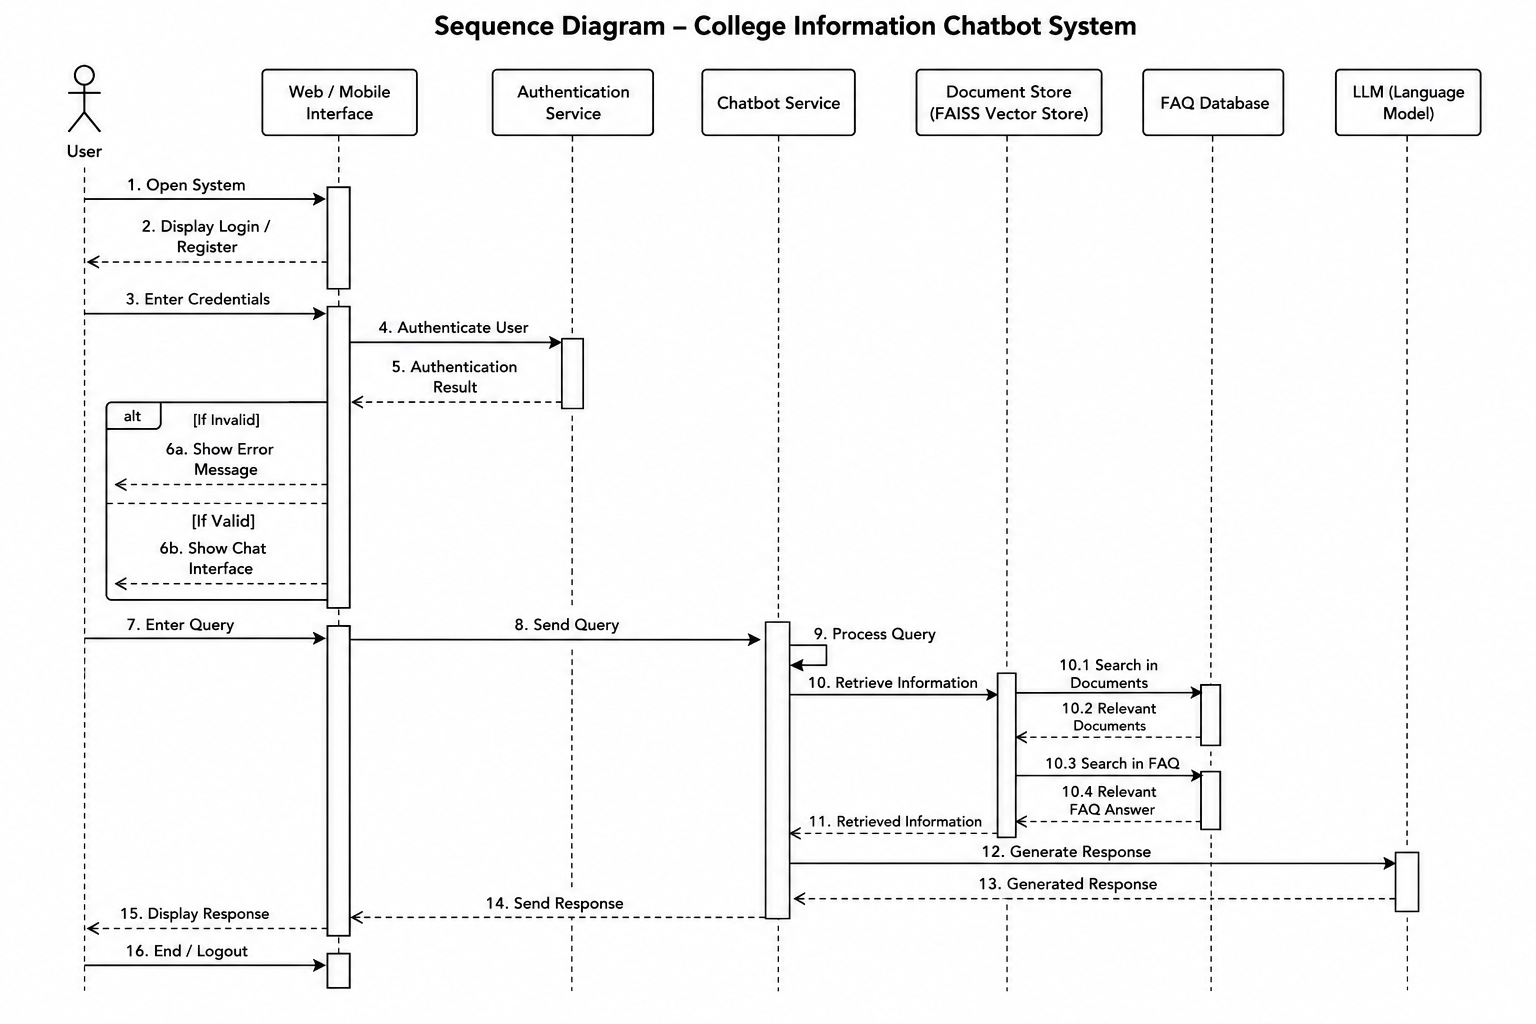 Sequence Diagram – College Information Chatbot System
User
Web / Mobile
Interface
Authentication
Service
Chatbot Service
Document Store
(FAISS Vector Store)
FAQ Database
LLM (Language
Model)
1. Open System
2. Display Login /
Register
3. Enter Credentials
4. Authenticate User
5. Authentication
Result
alt
[If Invalid]
6a. Show Error
Message
[If Valid]
6b. Show Chat
Interface
7. Enter Query
8. Send Query
9. Process Query
10. Retrieve Information
10.1 Search in
Documents
10.2 Relevant
Documents
10.3 Search in FAQ
10.4 Relevant
FAQ Answer
11. Retrieved Information
12. Generate Response
13. Generated Response
14. Send Response
15. Display Response
16. End / Logout